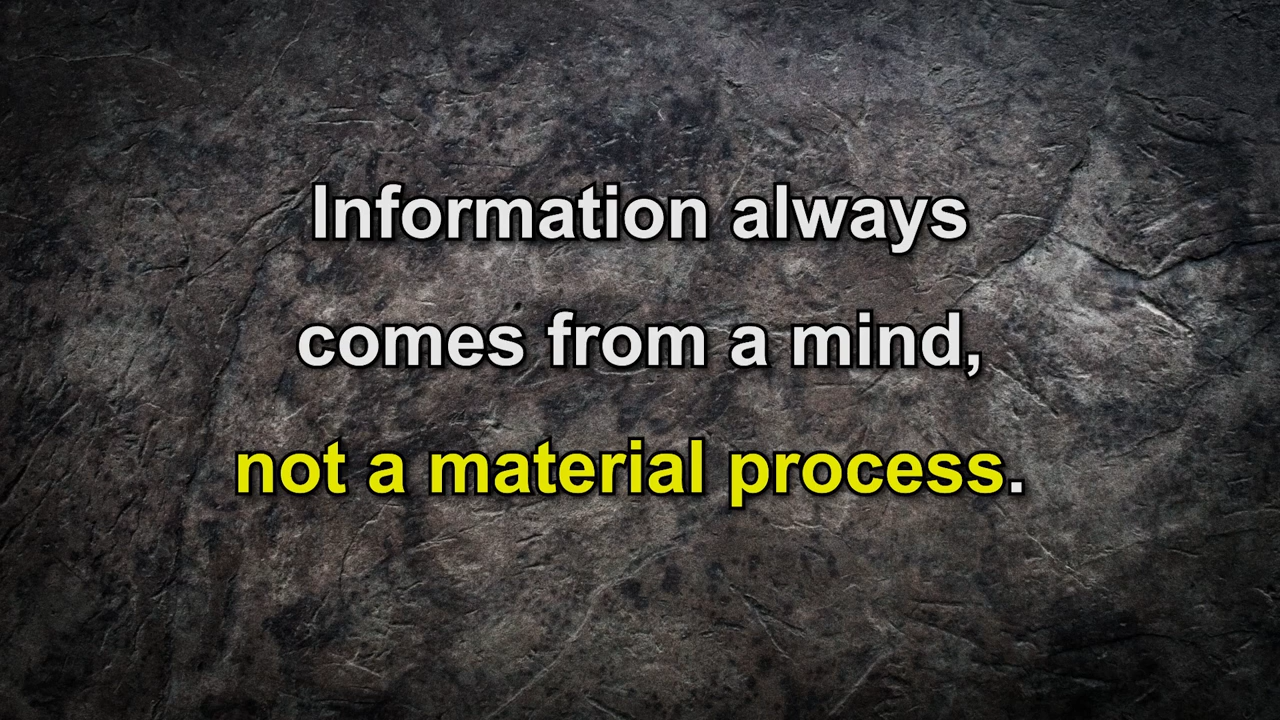 Information always
comes from a mind,
not a material process.